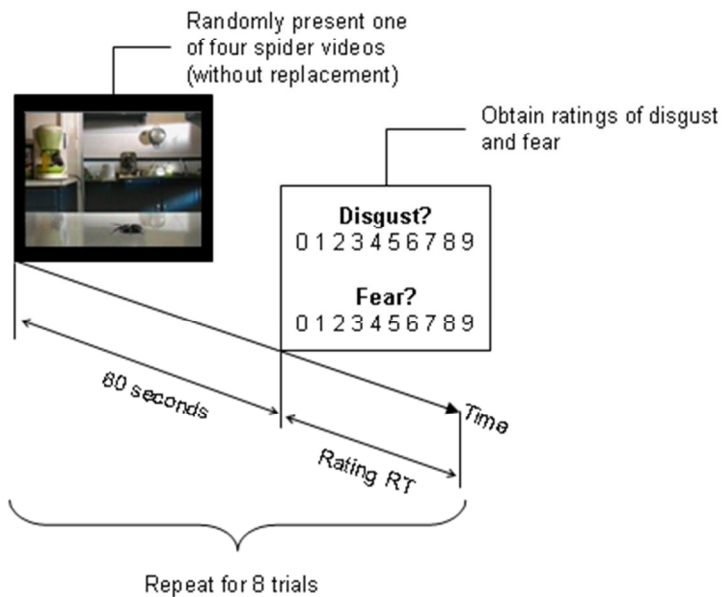 Randomly present one
of four spider videos
(without replacement)
Obtain ratings of disgust
and fear
Disgust?
0 1 2 3 4 5 6 7 8 9
Fear?
0 1 2 3 4 5 6 7 8 9
60 seconds
Rating RT
Time
Repeat for 8 trials